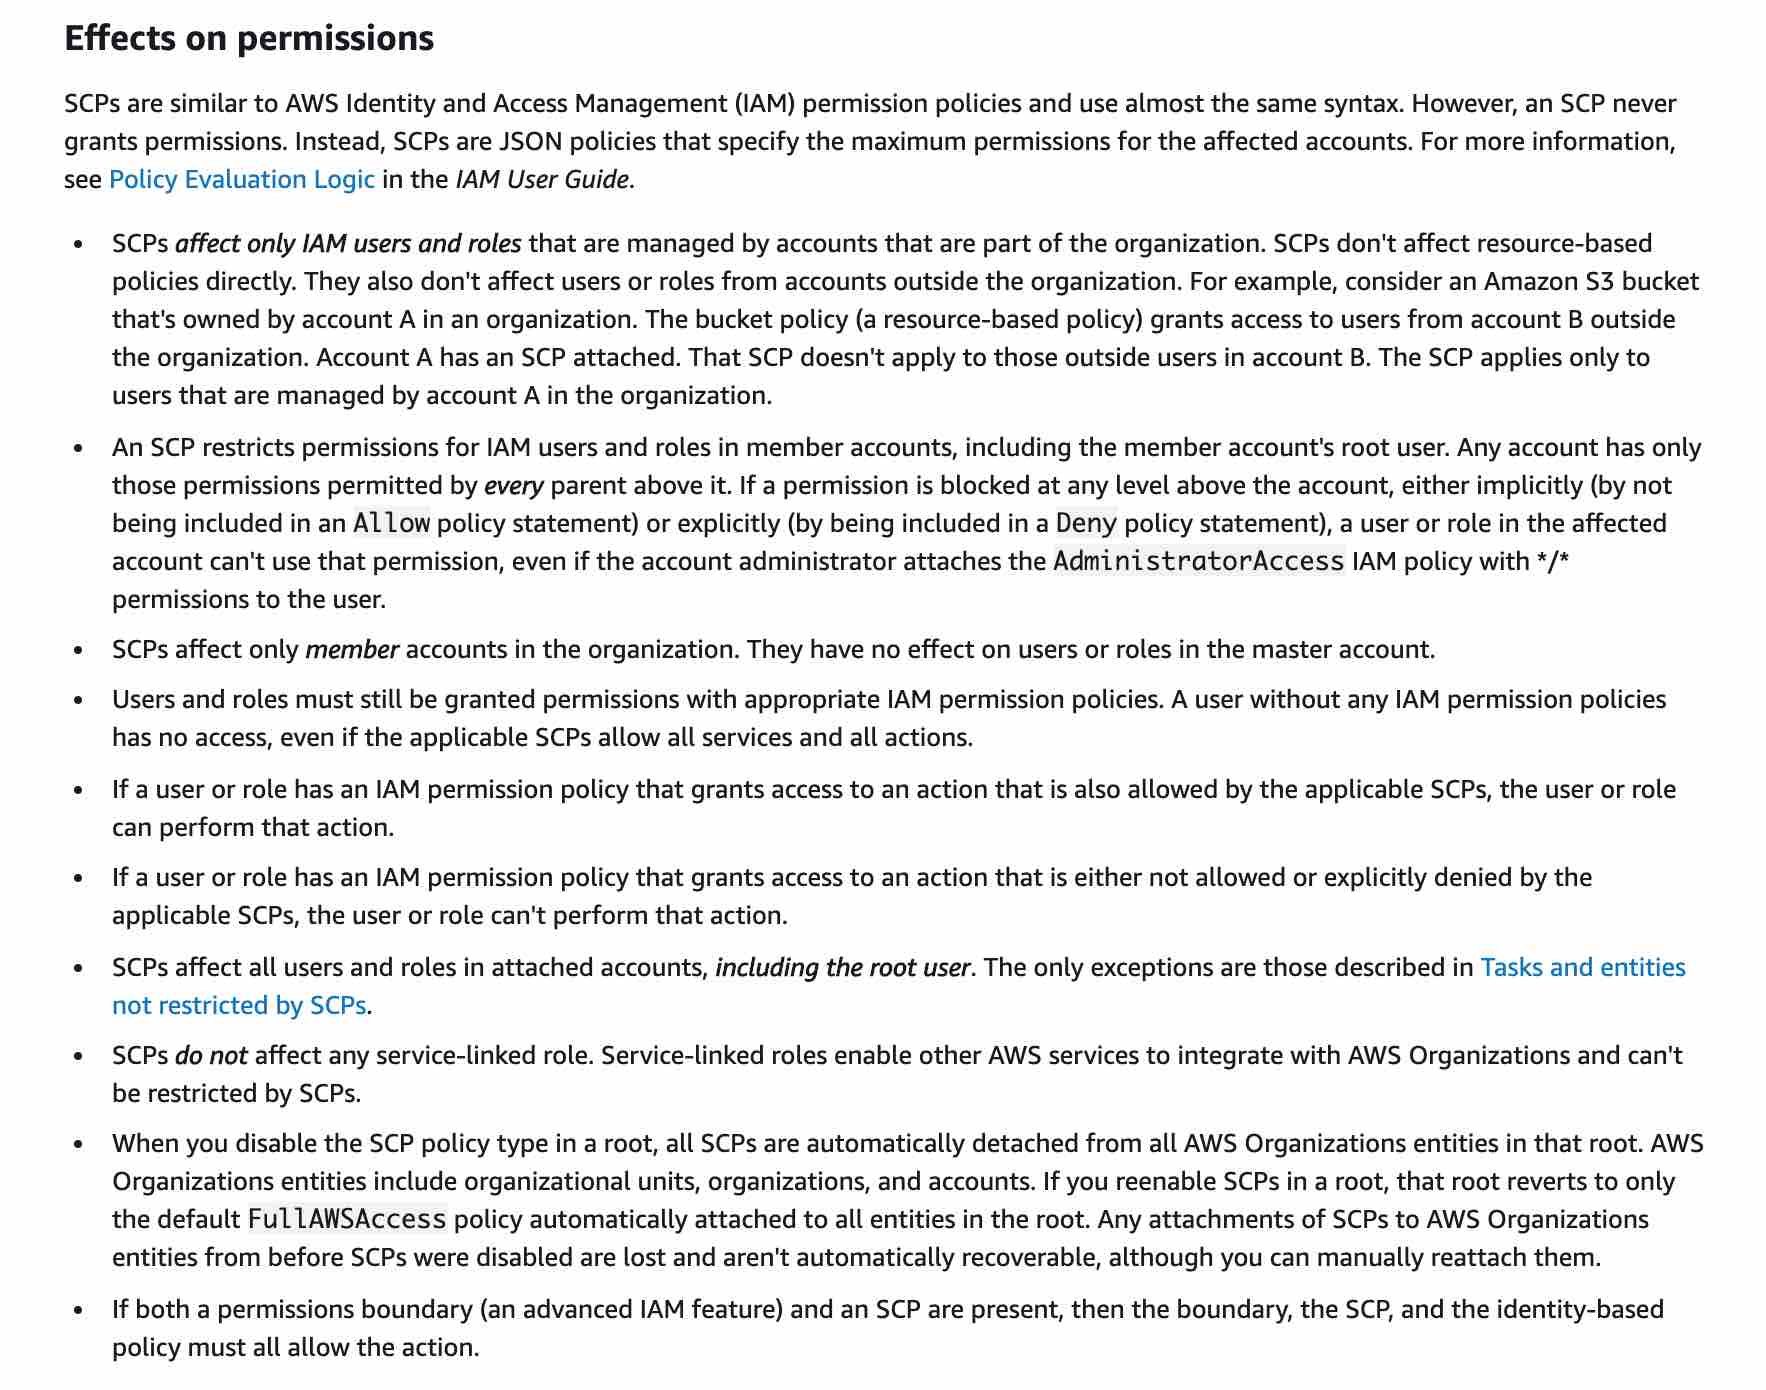 Effects on permissions
SCPs are similar to AWS Identity and Access Management (IAM) permission policies and use almost the same syntax. However, an SCP never
grants permissions. Instead, SCPs are JSON policies that specify the maximum permissions for the affected accounts. For more information,
see Policy Evaluation Logic in the IAM User Guide.
• SCPs affect only IAM users and roles that are managed by accounts that are part of the organization. SCPs don't affect resource-based
policies directly. They also don't affect users or roles from accounts outside the organization. For example, consider an Amazon S3 bucket
that's owned by account A in an organization. The bucket policy (a resource-based policy) grants access to users from account B outside
the organization. Account A has an SCP attached. That SCP doesn't apply to those outside users in account B. The SCP applies only to
users that are managed by account A in the organization.
• An SCP restricts permissions for IAM users and roles in member accounts, including the member account's root user. Any account has only
those permissions permitted by every parent above it. If a permission is blocked at any level above the account, either implicitly (by not
being included in an Allow policy statement) or explicitly (by being included in a Deny policy statement), a user or role in the affected
account can't use that permission, even if the account administrator attaches the AdministratorAccess IAM policy with */*
permissions to the user.
• SCPs affect only member accounts in the organization. They have no effect on users or roles in the master account.
• Users and roles must still be granted permissions with appropriate IAM permission policies. A user without any IAM permission policies
has no access, even if the applicable SCPs allow all services and all actions.
• If a user or role has an IAM permission policy that grants access to an action that is also allowed by the applicable SCPs, the user or role
can perform that action.
• If a user or role has an IAM permission policy that grants access to an action that is either not allowed or explicitly denied by the
applicable SCPs, the user or role can't perform that action.
• SCPs affect all users and roles in attached accounts, including the root user. The only exceptions are those described in Tasks and entities
not restricted by SCPs.
• SCPs do not affect any service-linked role. Service-linked roles enable other AWS services to integrate with AWS Organizations and can't
be restricted by SCPs.
• When you disable the SCP policy type in a root, all SCPs are automatically detached from all AWS Organizations entities in that root. AWS
Organizations entities include organizational units, organizations, and accounts. If you reenable SCPs in a root, that root reverts to only
the default FullAWSAccess policy automatically attached to all entities in the root. Any attachments of SCPs to AWS Organizations
entities from before SCPs were disabled are lost and aren't automatically recoverable, although you can manually reattach them.
• If both a permissions boundary (an advanced IAM feature) and an SCP are present, then the boundary, the SCP, and the identity-based
policy must all allow the action.